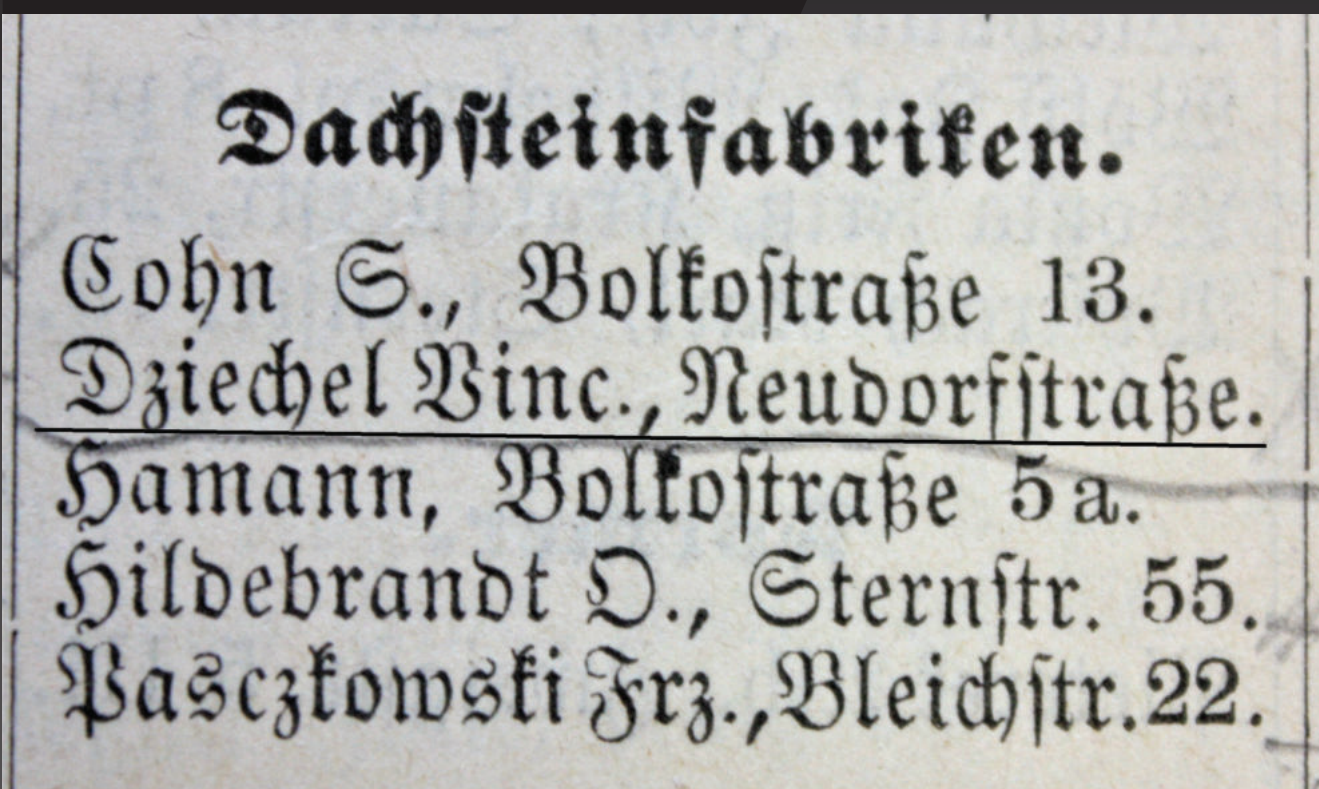 Dachſteinfabriken.
Cohn S., Bolkoſtraße 13.
Dziechel Vinc., Neudorfſtraße.
Hamann, Bolkoſtraße 5a.
Hildebrandt O., Sternſtr. 55.
Pasczkowski Frz., Bleichſtr. 22.